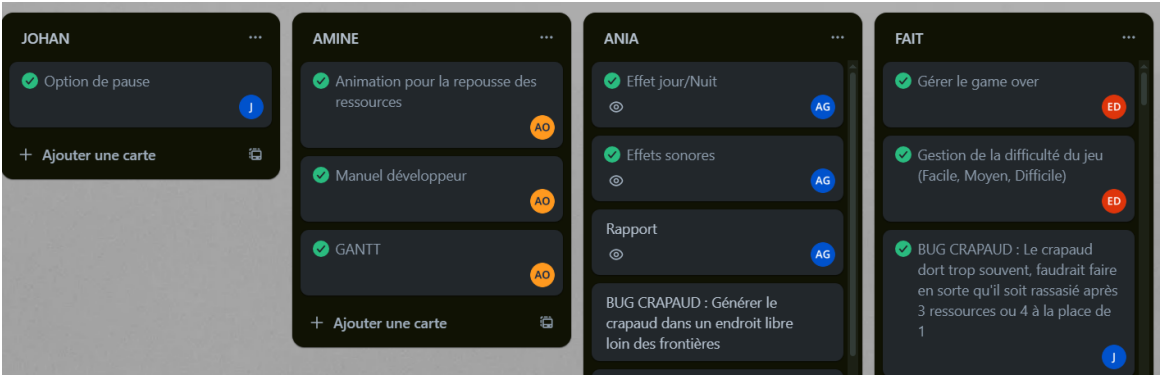 JOHAN
Option de pause
J
+ Ajouter une carte
AMINE
Animation pour la repousse des
ressources
AO
Manuel développeur
AO
GANTT
AO
+ Ajouter une carte
ANIA
Effet jour/Nuit
AG
Effets sonores
AG
Rapport
AG
BUG CRAPAUD : Générer le
crapaud dans un endroit libre
loin des frontières
FAIT
Gérer le game over
ED
Gestion de la difficulté du jeu
(Facile, Moyen, Difficile)
ED
BUG CRAPAUD : Le crapaud
dort trop souvent, faudrait faire
en sorte qu'il soit rassasié après
3 ressources ou 4 à la place de
1
J